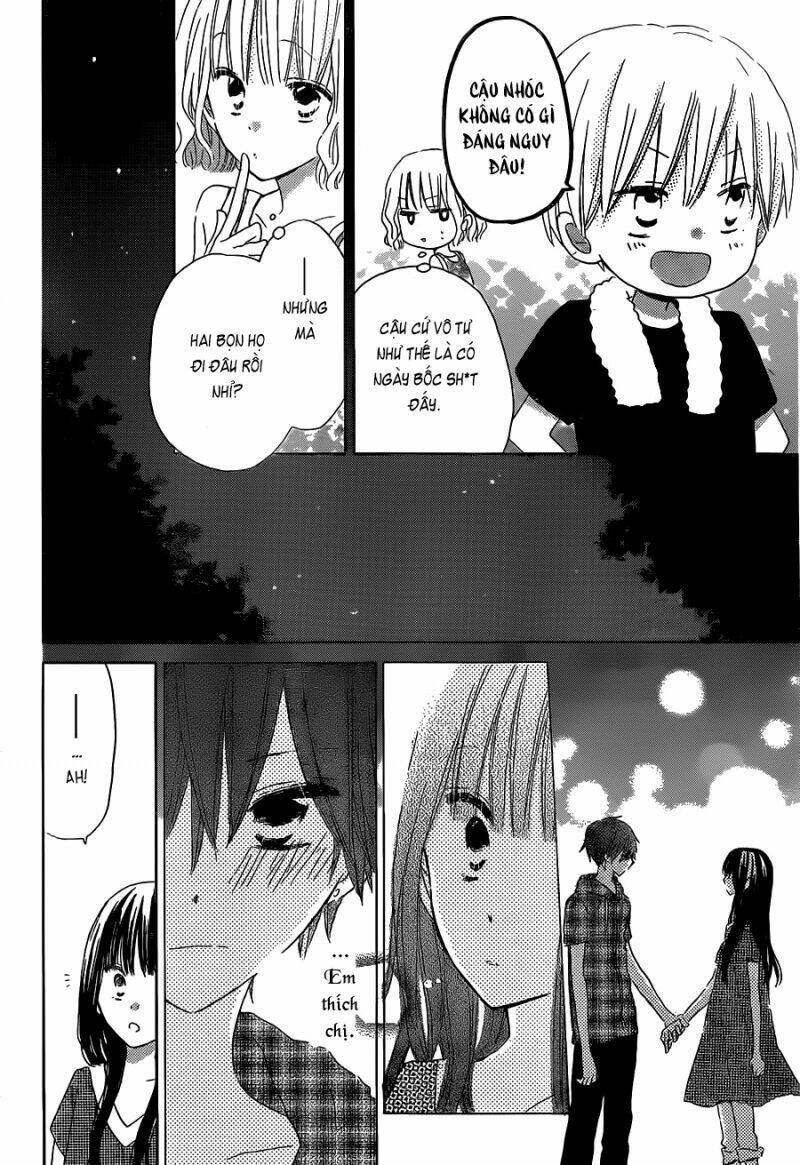 CẬU NHÓC
KHÔNG CÓ GÌ
ĐÁNG NGUY
ĐÂU!
CẬU CỨ VÔ TƯ
NHƯ THẾ LÀ CÓ
NGÀY BỐC SH*T
ĐẤY.
NHƯNG
MÀ
HAI BỌN HỌ
ĐI ĐÂU RỒI
NHỈ?
...
Em
thích
chị.
...
AH!